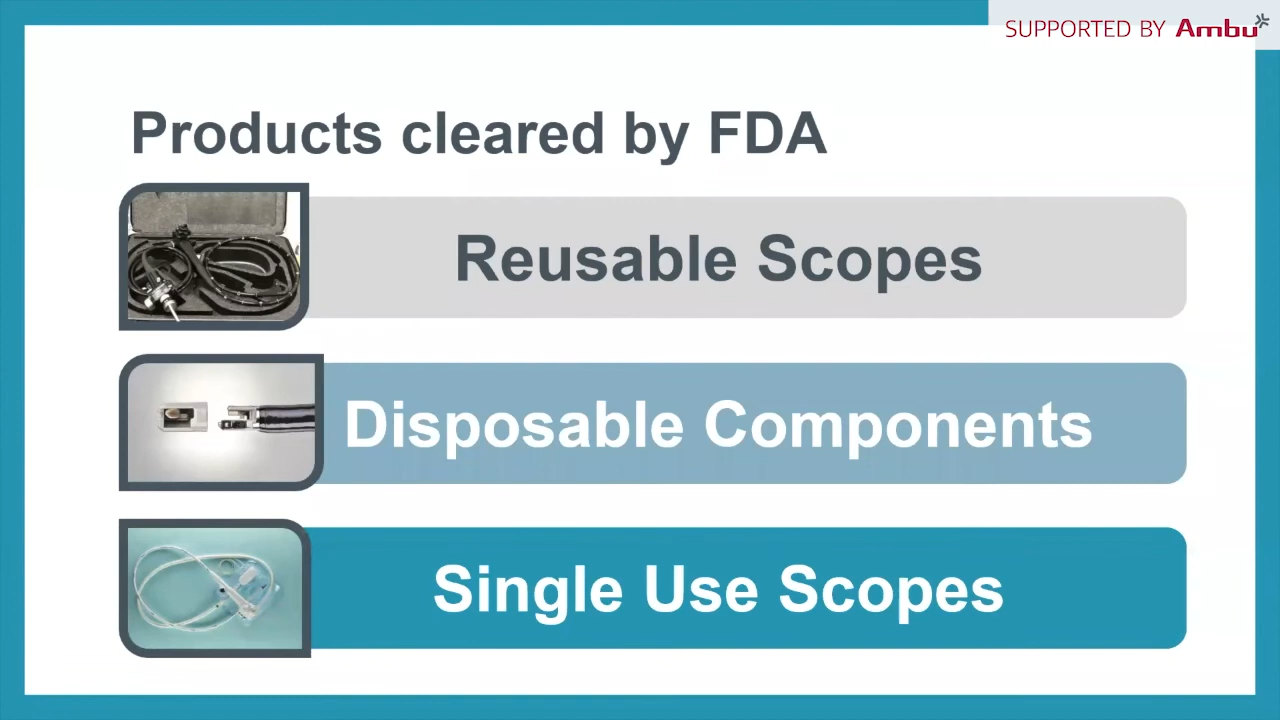 SUPPORTED BY Ambu
Products cleared by FDA
Reusable Scopes
Disposable Components
Single Use Scopes